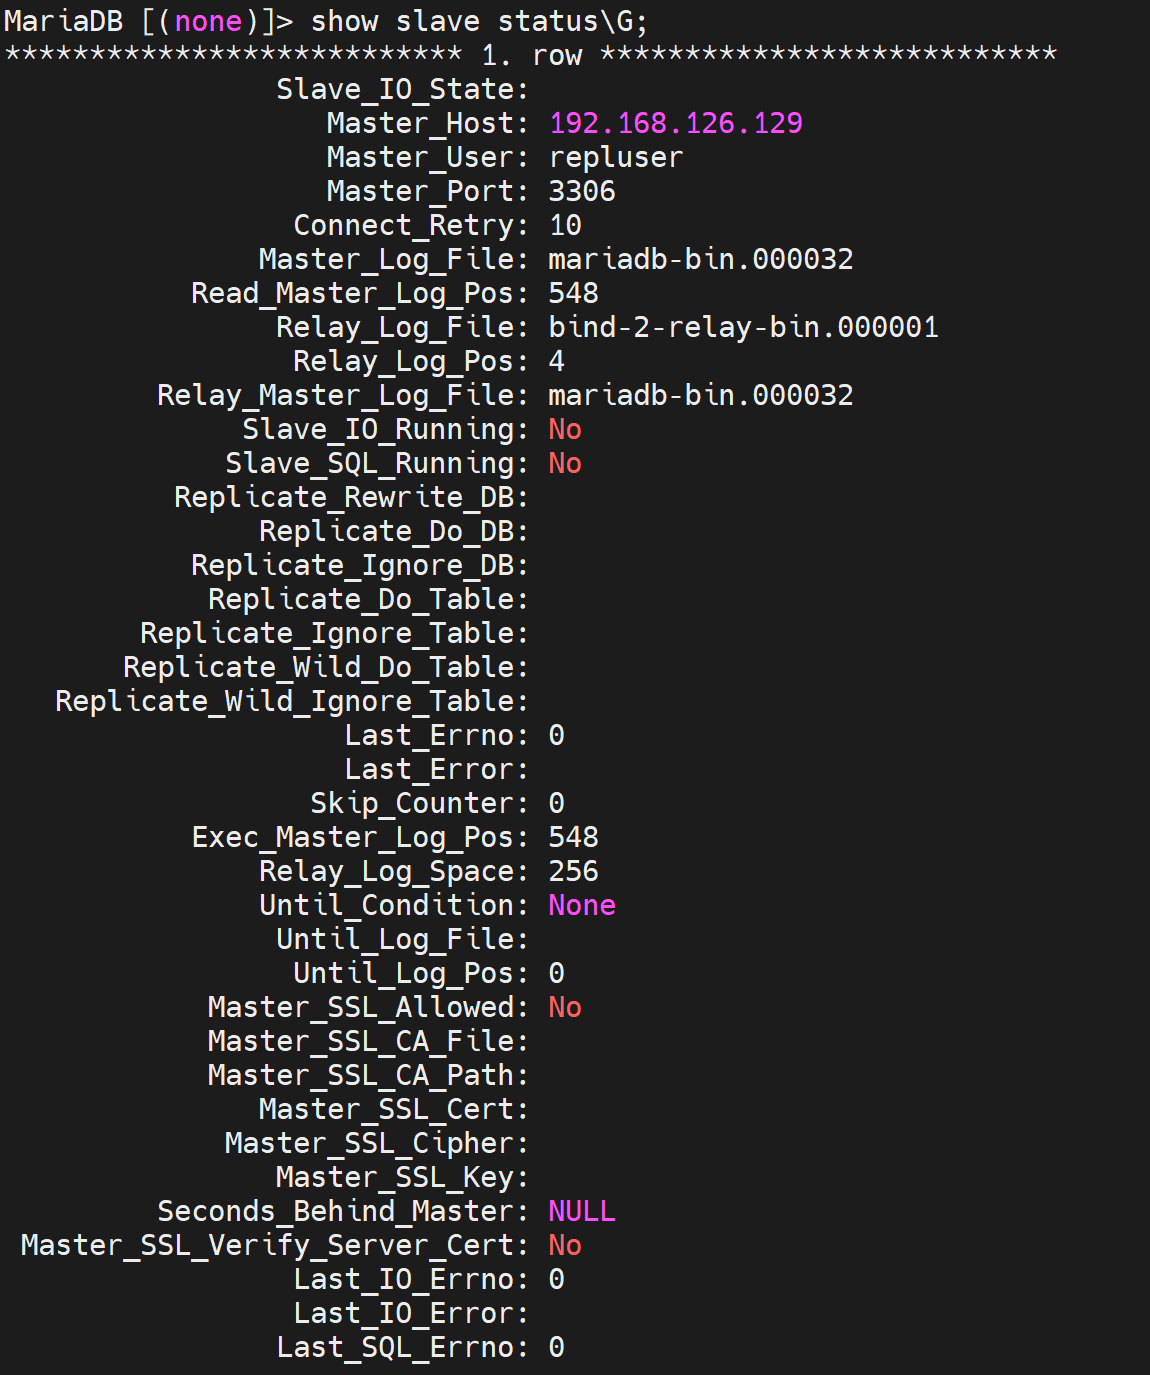 MariaDB [(none)]> show slave status\G;
*************************** 1. row ***************************
Slave_IO_State:
Master_Host: 192.168.126.129
Master_User: repluser
Master_Port: 3306
Connect_Retry: 10
Master_Log_File: mariadb-bin.000032
Read_Master_Log_Pos: 548
Relay_Log_File: bind-2-relay-bin.000001
Relay_Log_Pos: 4
Relay_Master_Log_File: mariadb-bin.000032
Slave_IO_Running: No
Slave_SQL_Running: No
Replicate_Rewrite_DB:
Replicate_Do_DB:
Replicate_Ignore_DB:
Replicate_Do_Table:
Replicate_Ignore_Table:
Replicate_Wild_Do_Table:
Replicate_Wild_Ignore_Table:
Last_Errno: 0
Last_Error:
Skip_Counter: 0
Exec_Master_Log_Pos: 548
Relay_Log_Space: 256
Until_Condition: None
Until_Log_File:
Until_Log_Pos: 0
Master_SSL_Allowed: No
Master_SSL_CA_File:
Master_SSL_CA_Path:
Master_SSL_Cert:
Master_SSL_Cipher:
Master_SSL_Key:
Seconds_Behind_Master: NULL
Master_SSL_Verify_Server_Cert: No
Last_IO_Errno: 0
Last_IO_Error:
Last_SQL_Errno: 0